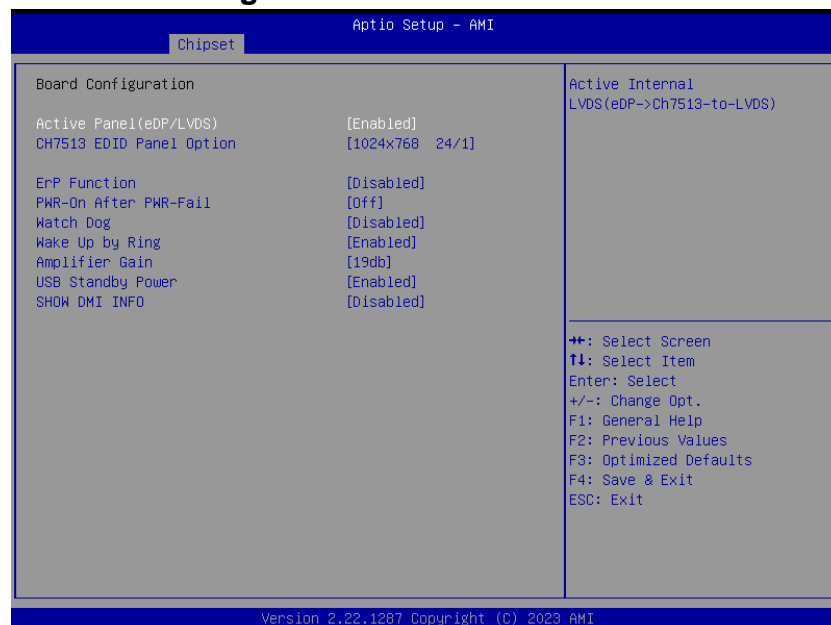 Aptio Setup - AMI
Chipset
Board Configuration
Active Panel(eDP/LVDS) [Enabled]
CH7513 EDID Panel Option [1024x768 24/1]
ErP Function [Disabled]
PWR-On After PWR-Fail [Off]
Watch Dog [Disabled]
Wake Up by Ring [Enabled]
Amplifier Gain [19db]
USB Standby Power [Enabled]
SHOW DMI INFO [Disabled]
Active Internal
LVDS(eDP->Ch7513-to-LVDS)
→←: Select Screen
↑↓: Select Item
Enter: Select
+/-: Change Opt.
F1: General Help
F2: Previous Values
F3: Optimized Defaults
F4: Save & Exit
ESC: Exit
Version 2.22.1287 Copyright (C) 2023 AMI